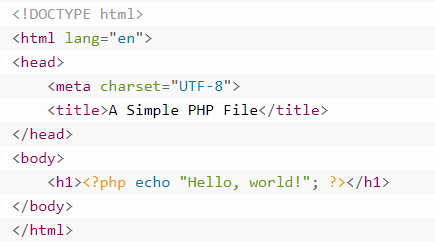 <!DOCTYPE html>
<html lang="en">
<head>
    <meta charset="UTF-8">
    <title>A Simple PHP File</title>
</head>
<body>
    <h1><?php echo "Hello, world!"; ?></h1>
</body>
</html>